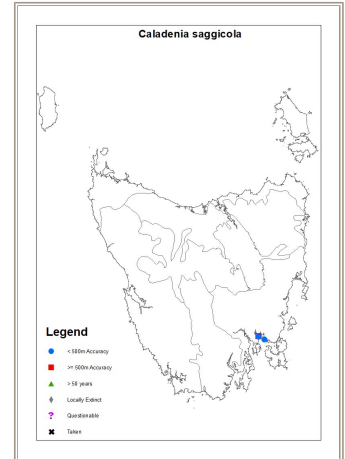 Caladenia saggicola
Legend
< 500m Accuracy
>= 500m Accuracy
> 50 years
Locally Extinct
Questionable
Taken